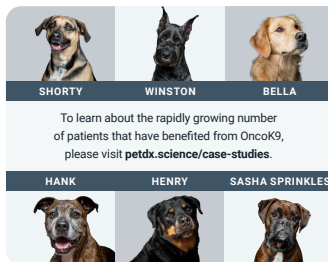 SHORTY
WINSTON
BELLA
To learn about the rapidly growing number
of patients that have benefited from OncoK9,
please visit petdx.science/case-studies.
HANK
HENRY
SASHA SPRINKLES